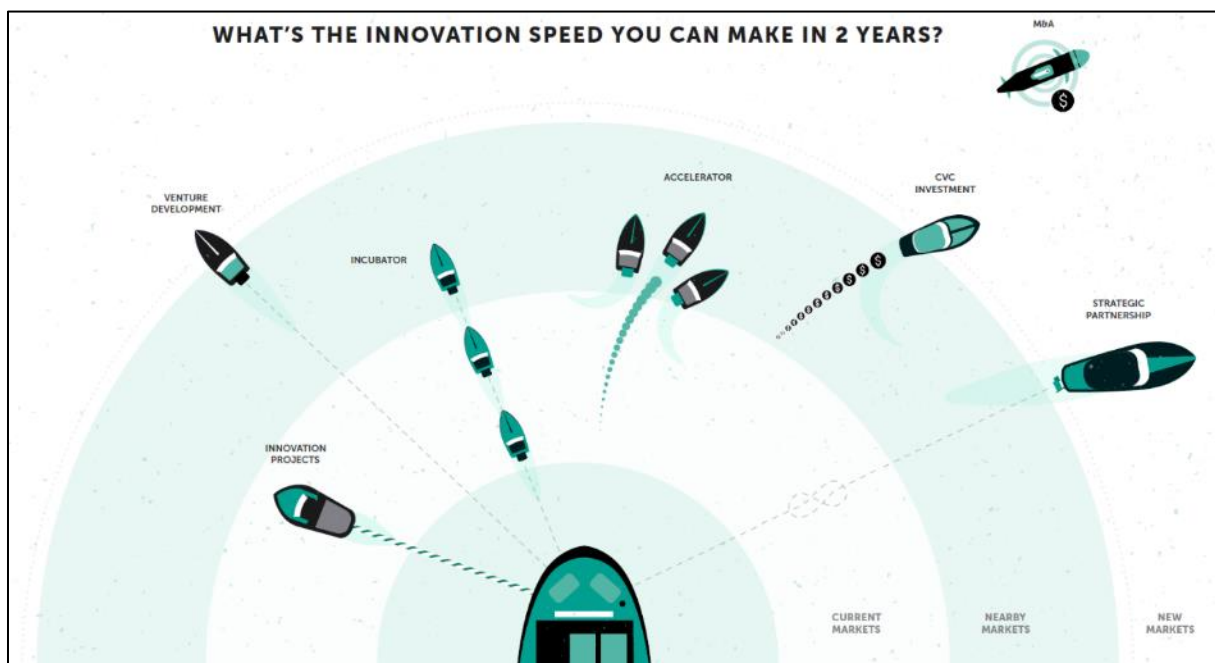 WHAT'S THE INNOVATION SPEED YOU CAN MAKE IN 2 YEARS?
M&A
$
ACCELERATOR
CVC
INVESTMENT
VENTURE
DEVELOPMENT
INCUBATOR
$ $ $ $ $ $ $ $ $
STRATEGIC
PARTNERSHIP
INNOVATION
PROJECTS
CURRENT
MARKETS
NEARBY
MARKETS
NEW
MARKETS